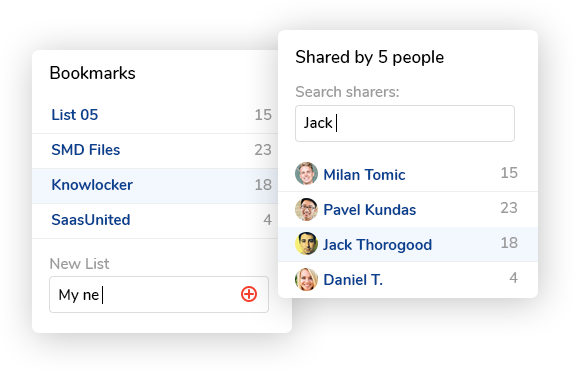 Bookmarks
List 05 15
SMD Files 23
Knowlocker 18
SaasUnited 4
New List
My ne
Shared by 5 people
Search sharers:
Jack
Milan Tomic 15
Pavel Kundas 23
Jack Thorogood 18
Daniel T. 4